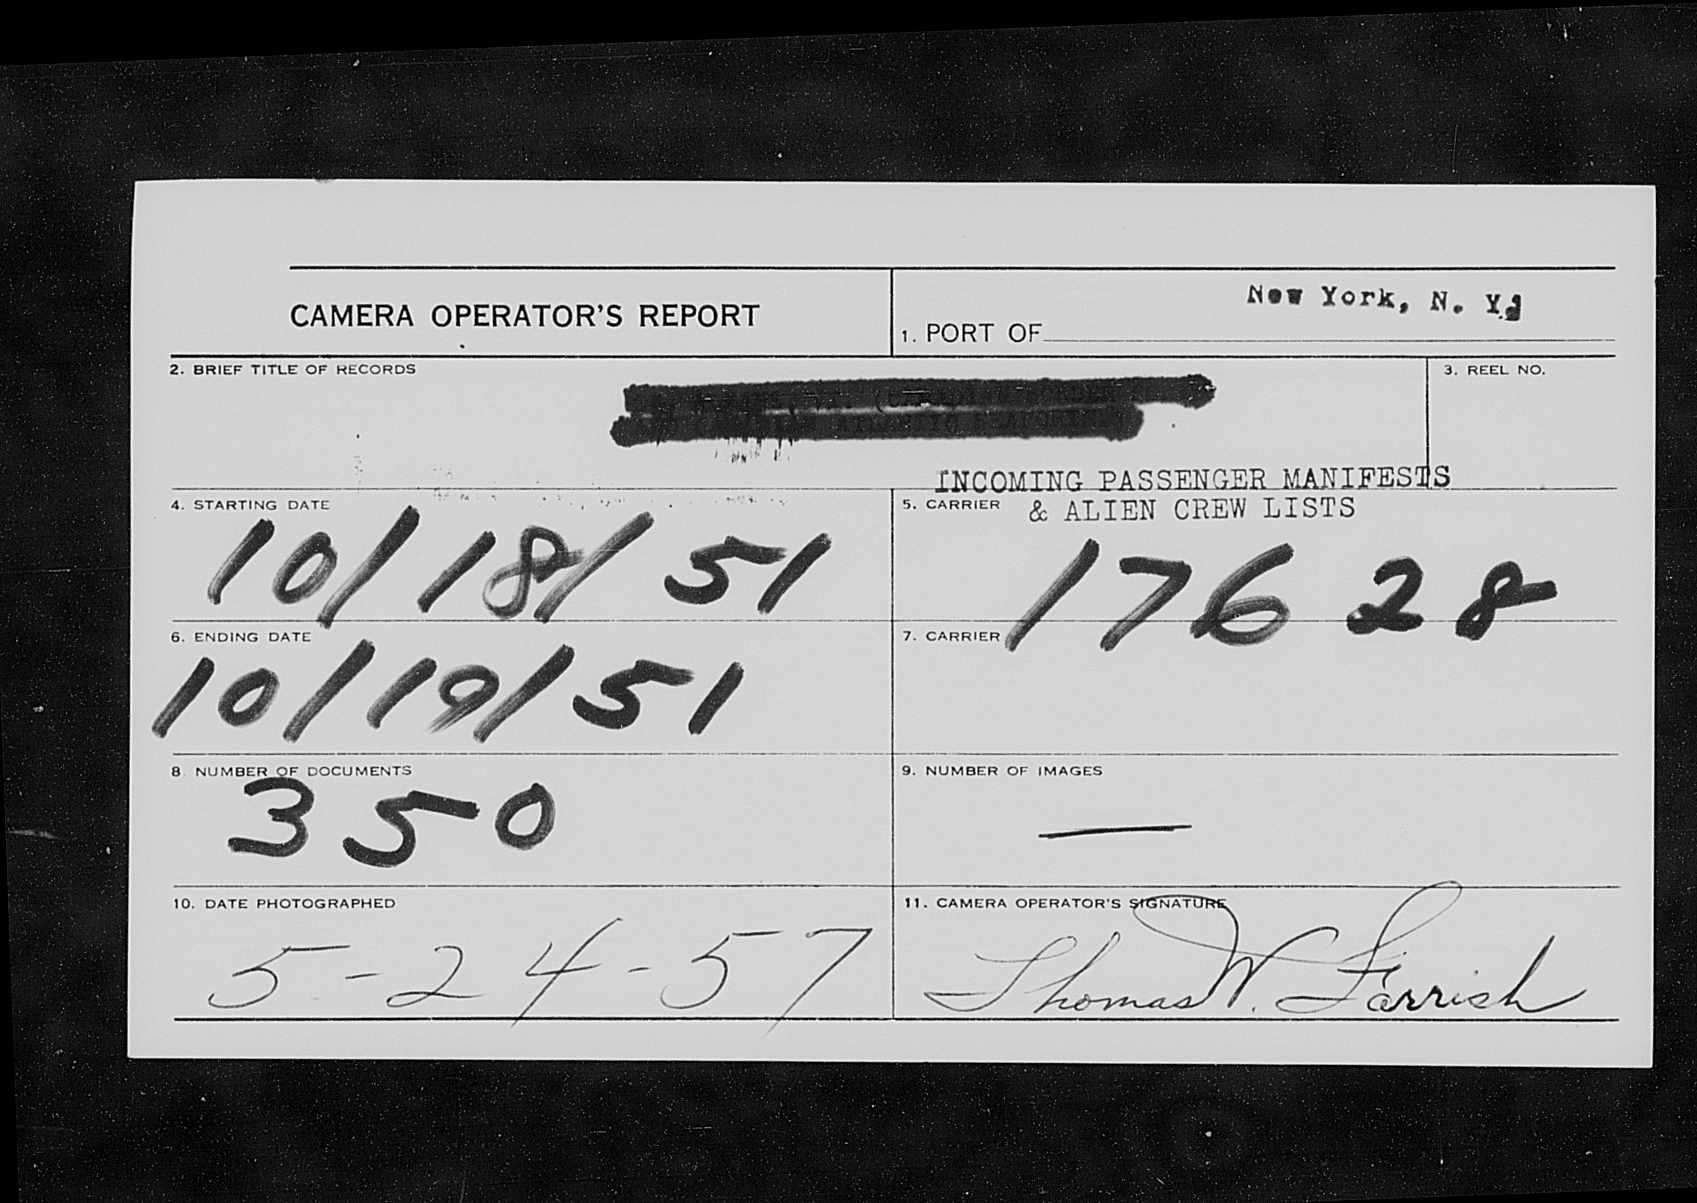 CAMERA OPERATOR'S REPORT
1. PORT OF New York, N. Y.
2. BRIEF TITLE OF RECORDS
3. REEL NO.
INCOMING PASSENGER MANIFESTS
& ALIEN CREW LISTS
4. STARTING DATE
10/18/51
5. CARRIER
17628
6. ENDING DATE
10/19/51
7. CARRIER
8. NUMBER OF DOCUMENTS
350
9. NUMBER OF IMAGES
—
10. DATE PHOTOGRAPHED
5-24-57
11. CAMERA OPERATOR'S SIGNATURE
Thomas W. Farrish